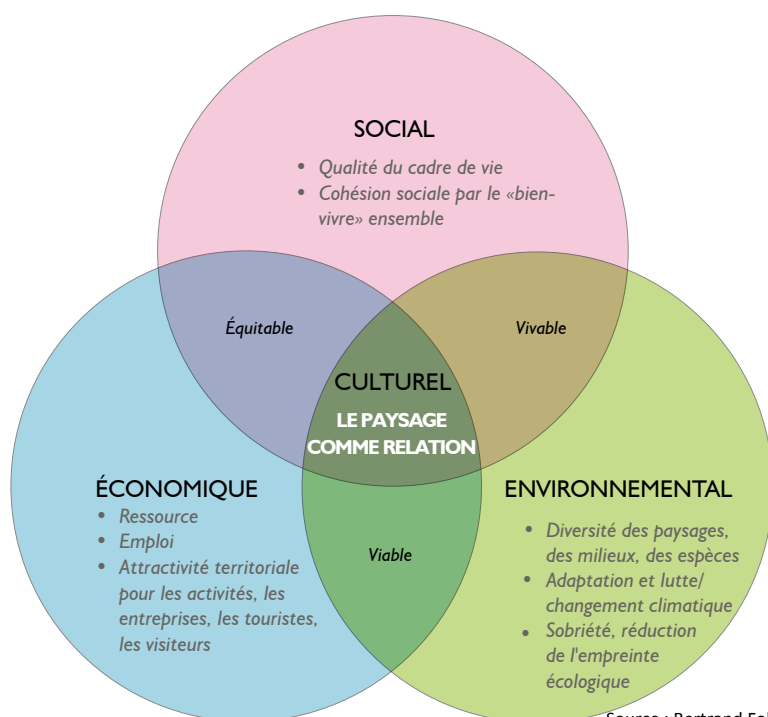 SOCIAL
• Qualité du cadre de vie
• Cohésion sociale par le «bien-
vivre» ensemble
Équitable
Vivable
CULTUREL
LE PAYSAGE
COMME RELATION
ÉCONOMIQUE
• Ressource
• Emploi
• Attractivité territoriale
pour les activités, les
entreprises, les touristes,
les visiteurs
Viable
ENVIRONNEMENTAL
• Diversité des paysages,
des milieux, des espèces
• Adaptation et lutte/
changement climatique
• Sobriété, réduction
de l'empreinte
écologique
Source : Bertrand